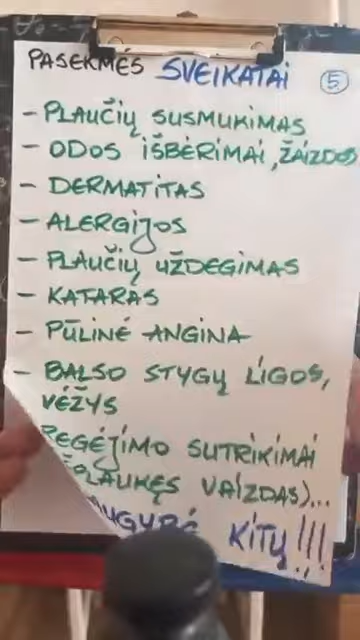 PASEKMĖS SVEIKATAI 5
- PLAUČIŲ SUSMUKIMAS
- ODOS IŠBĖRIMAI, ŽAIZDOS
- DERMATITAS
- ALERGIJOS
- PLAUČIŲ UŽDEGIMAS
- KATARAS
- PŪLINĖ ANGINA
- BALSO STYGŲ LIGOS,
VĖŽYS
REGĖJIMO SUTRIKIMAI
VAIZDAS)...
KITŲ!!!